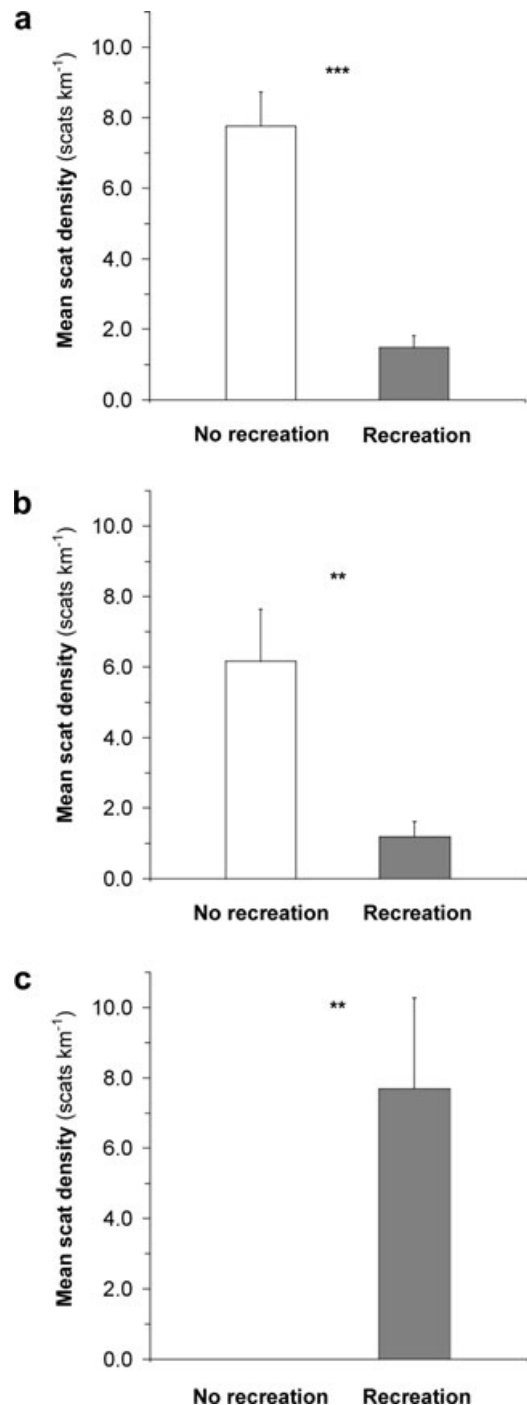 a
Mean scat density (scats km⁻¹)
10.0
8.0
6.0
4.0
2.0
0.0
***
No recreation Recreation
b
Mean scat density (scats km⁻¹)
10.0
8.0
6.0
4.0
2.0
0.0
**
No recreation Recreation
c
Mean scat density (scats km⁻¹)
10.0
8.0
6.0
4.0
2.0
0.0
**
No recreation Recreation